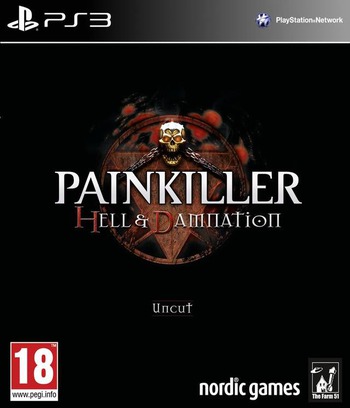 PS3
PlayStation®Network
PAINKILLER
HELL & DAMNATION
Uncut
18
www.pegi.info
nordic games
The Farm 51